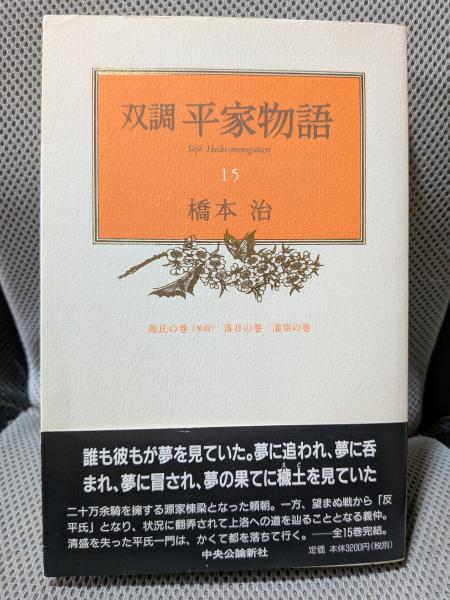 双調 平家物語
Sōjō Heike-monogatari
15
橋本 治
源氏の巻(承前) 落日の巻 灌頂の巻
誰も彼もが夢を見ていた。夢に追われ、夢に呑
まれ、夢に冒され、夢の果てに穢土を見ていた
えど
二十万余騎を擁する源家棟梁となった頼朝。一方、望まぬ戦から「反
平氏」となり、状況に翻弄されて上洛への道を辿ることとなる義仲。
清盛を失った平氏一門は、かくて都を落ちて行く。——全15巻完結。
中央公論新社
定価 本体3200円(税別)